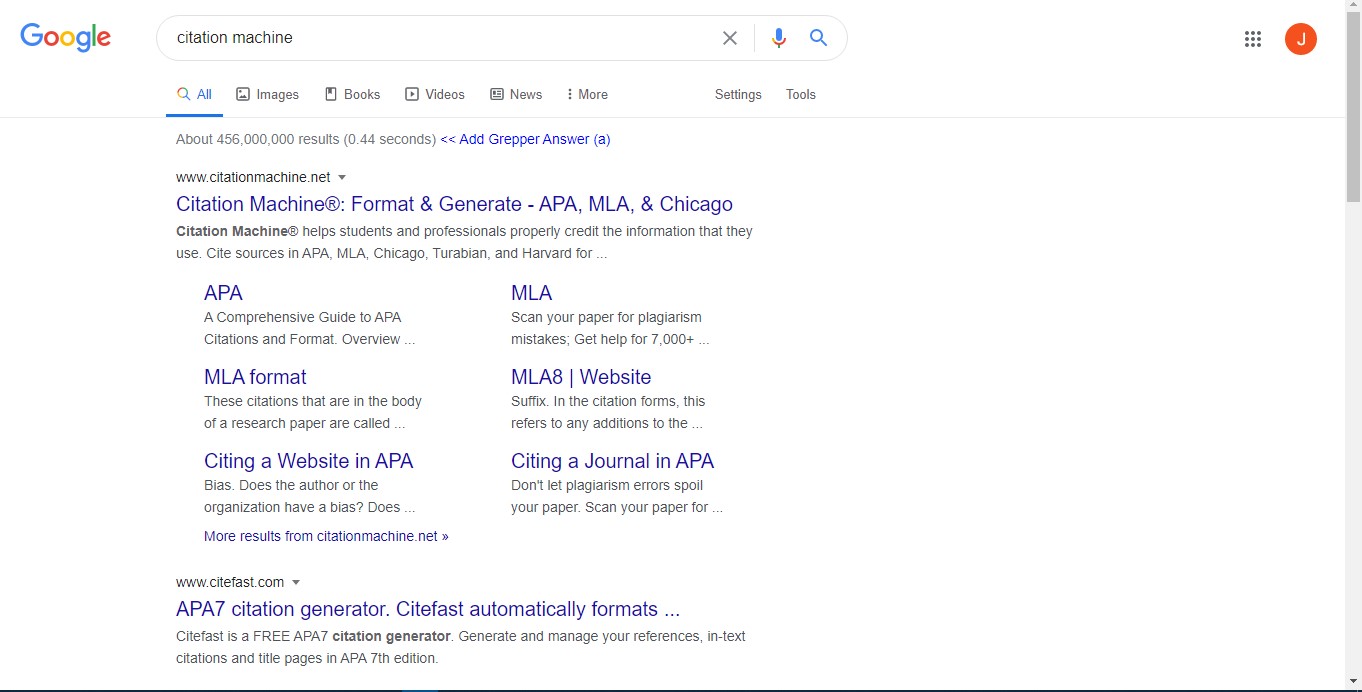 Google
citation machine
J
All Images Books Videos News More Settings Tools
About 456,000,000 results (0.44 seconds) << Add Grepper Answer (a)
www.citationmachine.net
Citation Machine®: Format & Generate - APA, MLA, & Chicago
Citation Machine® helps students and professionals properly credit the information that they
use. Cite sources in APA, MLA, Chicago, Turabian, and Harvard for ...
APA
A Comprehensive Guide to APA
Citations and Format. Overview ...
MLA
Scan your paper for plagiarism
mistakes; Get help for 7,000+ ...
MLA format
These citations that are in the body
of a research paper are called ...
MLA8 | Website
Suffix. In the citation forms, this
refers to any additions to the ...
Citing a Website in APA
Bias. Does the author or the
organization have a bias? Does ...
Citing a Journal in APA
Don't let plagiarism errors spoil
your paper. Scan your paper for ...
More results from citationmachine.net »
www.citefast.com
APA7 citation generator. Citefast automatically formats ...
Citefast is a FREE APA7 citation generator. Generate and manage your references, in-text
citations and title pages in APA 7th edition.